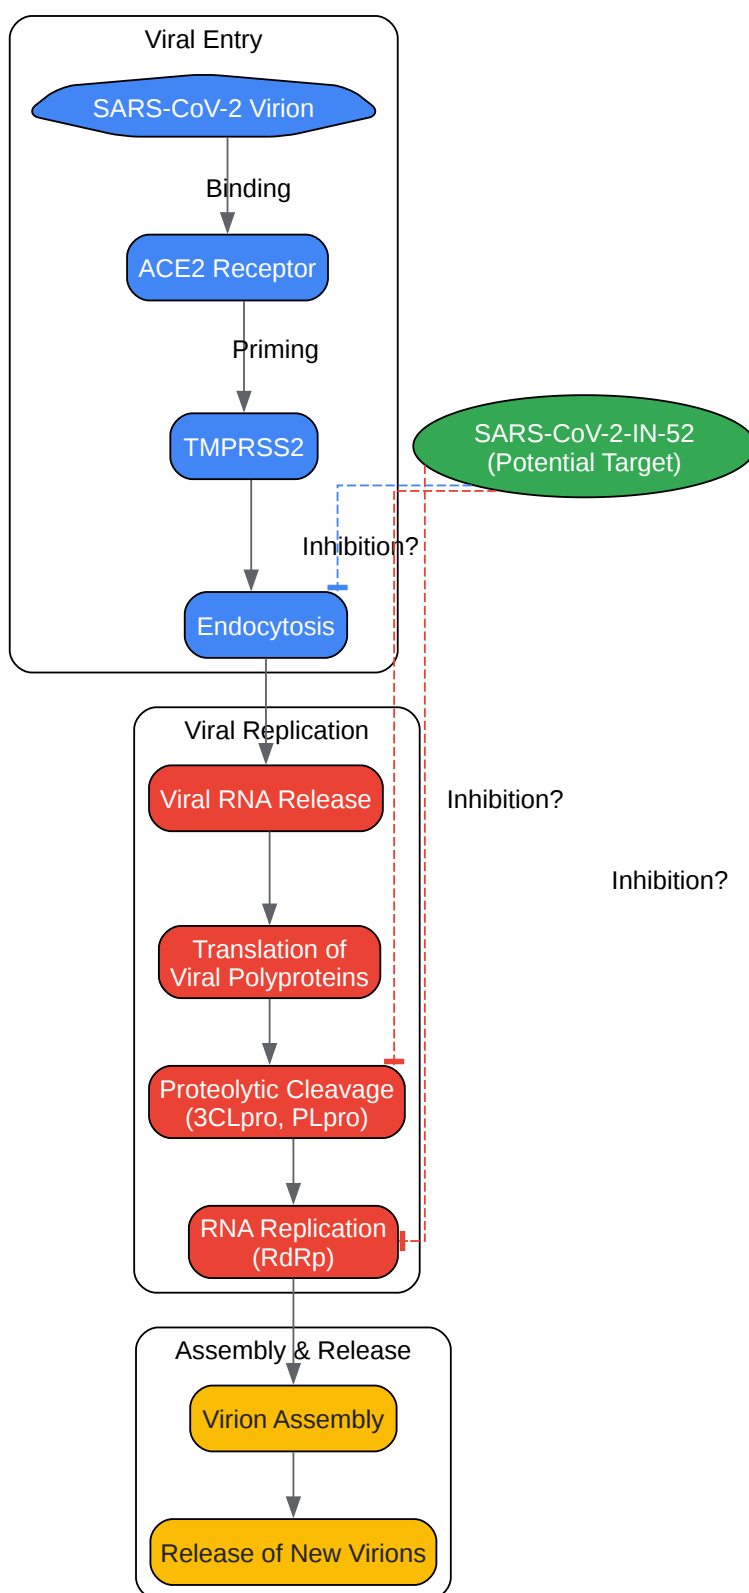 Viral Entry
SARS-CoV-2 Virion
Binding
ACE2 Receptor
Priming
TMPRSS2
SARS-CoV-2-IN-52
(Potential Target)
Inhibition?
Endocytosis
Viral Replication
Viral RNA Release
Inhibition?
Inhibition?
Translation of
Viral Polyproteins
Proteolytic Cleavage
(3CLpro, PLpro)
RNA Replication
(RdRp)
Assembly & Release
Virion Assembly
Release of New Virions